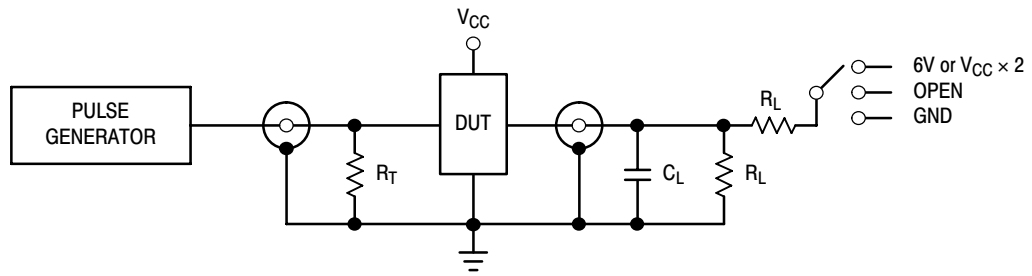 V_CC
6V or V_CC × 2
OPEN
GND
PULSE
GENERATOR
DUT
R_L
R_T
C_L
R_L